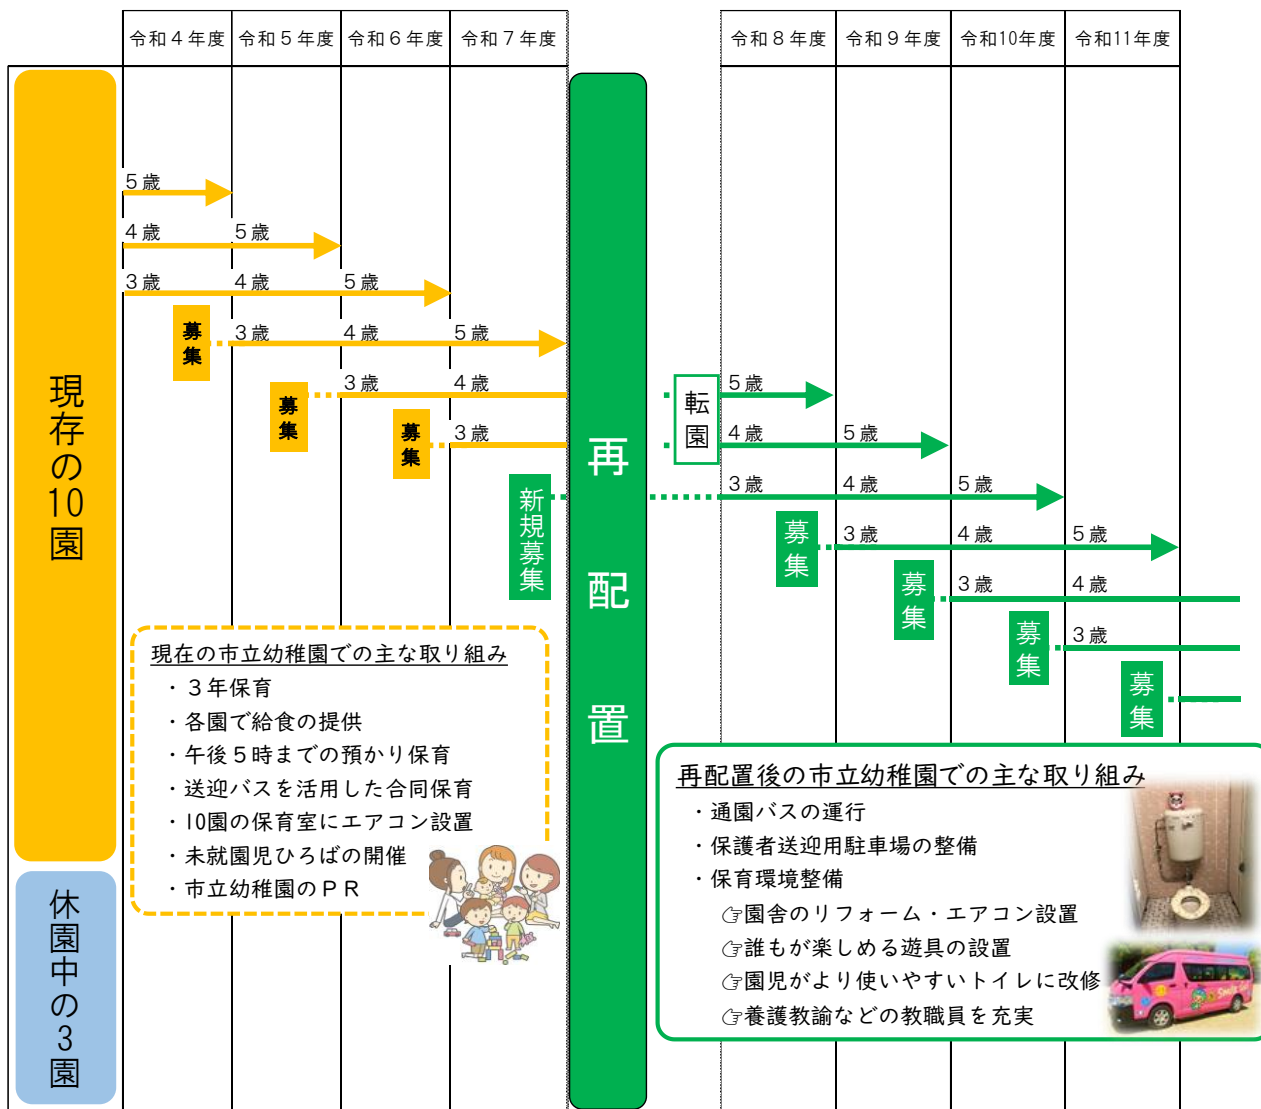 令和４年度
令和５年度
令和６年度
令和７年度
令和８年度
令和９年度
令和10年度
令和11年度
現存の10園
休園中の3園
５歳
４歳
５歳
３歳
４歳
５歳
募集
３歳
４歳
５歳
募集
３歳
４歳
募集
３歳
新規募集
再配置
転園
５歳
４歳
５歳
３歳
４歳
５歳
募集
３歳
４歳
５歳
募集
３歳
４歳
募集
３歳
募集
現在の市立幼稚園での主な取り組み
・３年保育
・各園で給食の提供
・午後５時までの預かり保育
・送迎バスを活用した合同保育
・10園の保育室にエアコン設置
・未就園児ひろばの開催
・市立幼稚園のＰＲ
再配置後の市立幼稚園での主な取り組み
・通園バスの運行
・保護者送迎用駐車場の整備
・保育環境整備
☞園舎のリフォーム・エアコン設置
☞誰もが楽しめる遊具の設置
☞園児がより使いやすいトイレに改修
☞養護教諭などの教職員を充実